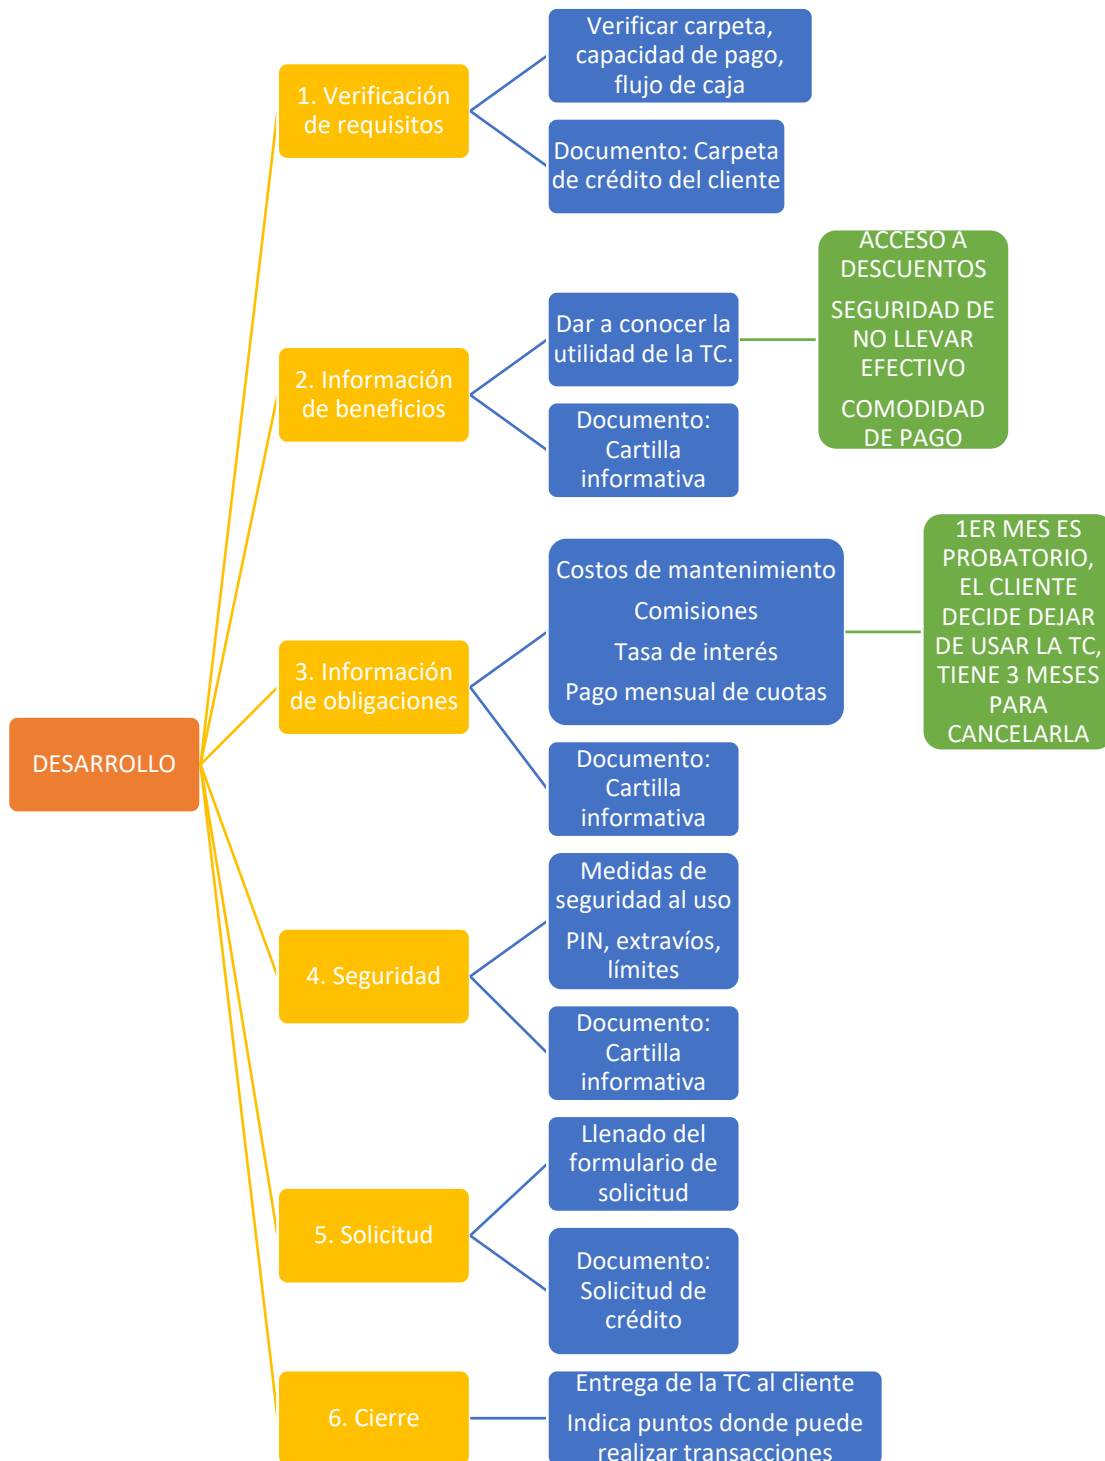 DESARROLLO
1. Verificación
de requisitos
Verificar carpeta,
capacidad de pago,
flujo de caja
Documento: Carpeta
de crédito del cliente
2. Información
de beneficios
Dar a conocer la
utilidad de la TC.
ACCESO A
DESCUENTOS
SEGURIDAD DE
NO LLEVAR
EFECTIVO
COMODIDAD
DE PAGO
Documento:
Cartilla
informativa
3. Información
de obligaciones
Costos de mantenimiento
Comisiones
Tasa de interés
Pago mensual de cuotas
1ER MES ES
PROBATORIO,
EL CLIENTE
DECIDE DEJAR
DE USAR LA TC,
TIENE 3 MESES
PARA
CANCELARLA
Documento:
Cartilla
informativa
4. Seguridad
Medidas de
seguridad al uso
PIN, extravíos,
límites
Documento:
Cartilla
informativa
5. Solicitud
Llenado del
formulario de
solicitud
Documento:
Solicitud de
crédito
6. Cierre
Entrega de la TC al cliente
Indica puntos donde puede
realizar transacciones